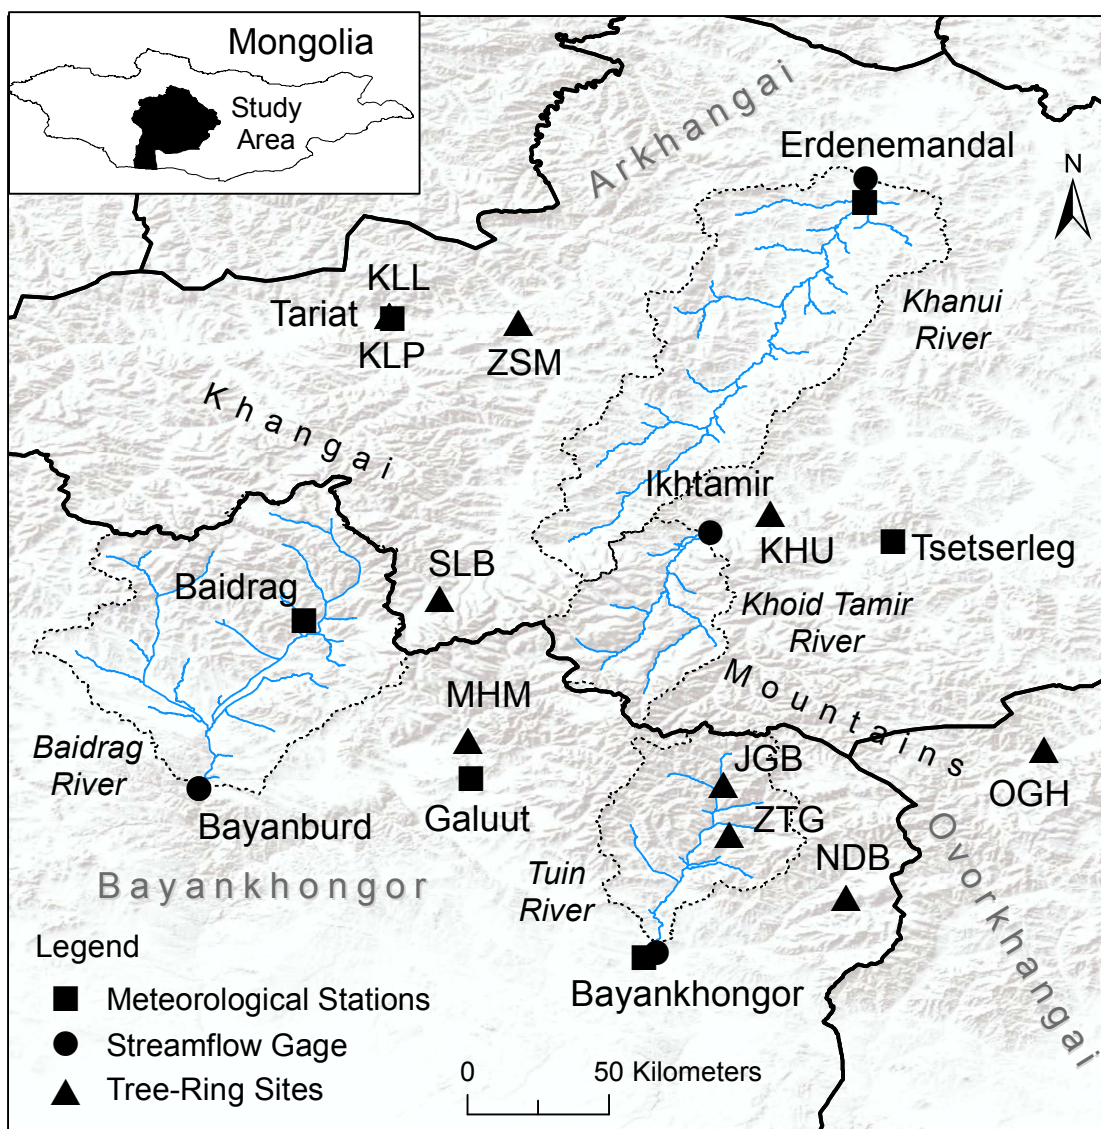 Mongolia
Study
Area
Arkhangai
Erdenemandal
N
KLL
Tariat
KLP
ZSM
Khanui
River
Khangai
Ikhtamir
KHU
Tsetserleg
SLB
Baidrag
Khoid Tamir
River
MHM
Mountains
Baidrag
River
JGB
OGH
Galuut
Bayanburd
ZTG
NDB
Ovorkhangai
Bayankhongor
Tuin
River
Bayankhongor
Legend
Meteorological Stations
Streamflow Gage
Tree-Ring Sites
0 50 Kilometers